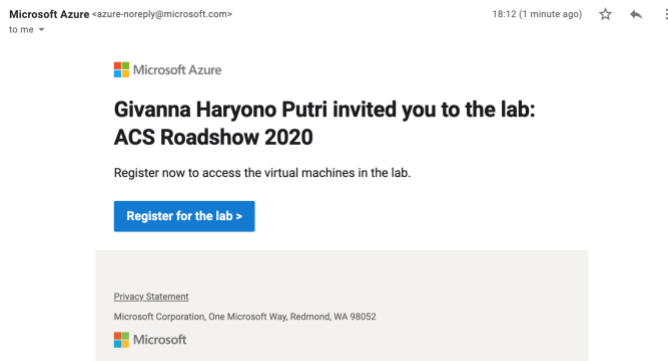 Microsoft Azure <azure-noreply@microsoft.com>
18:12 (1 minute ago)
to me
Microsoft Azure
Givanna Haryono Putri invited you to the lab:
ACS Roadshow 2020
Register now to access the virtual machines in the lab.
Register for the lab >
Privacy Statement
Microsoft Corporation, One Microsoft Way, Redmond, WA 98052
Microsoft